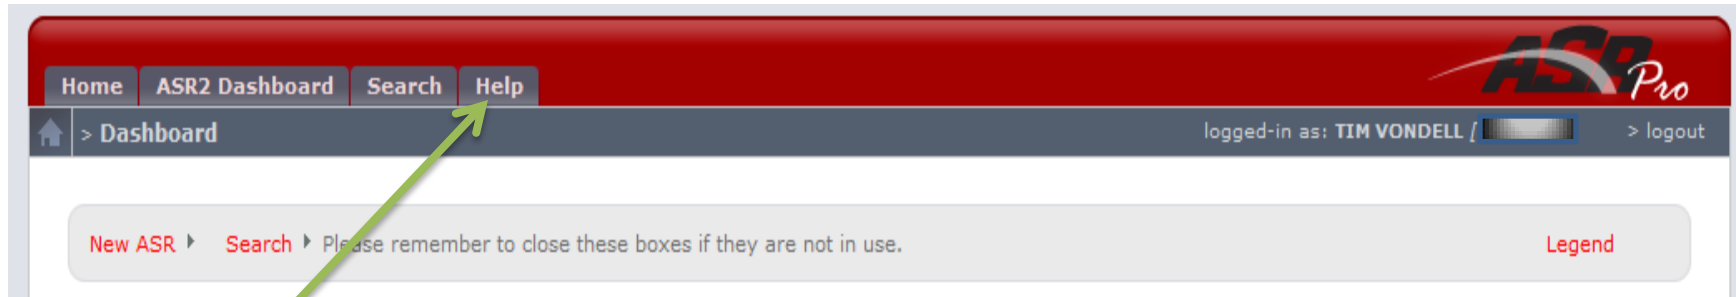 ASR Pro
Home ASR2 Dashboard Search Help
> Dashboard logged-in as: TIM VONDELL [ > logout
New ASR Search Please remember to close these boxes if they are not in use. Legend